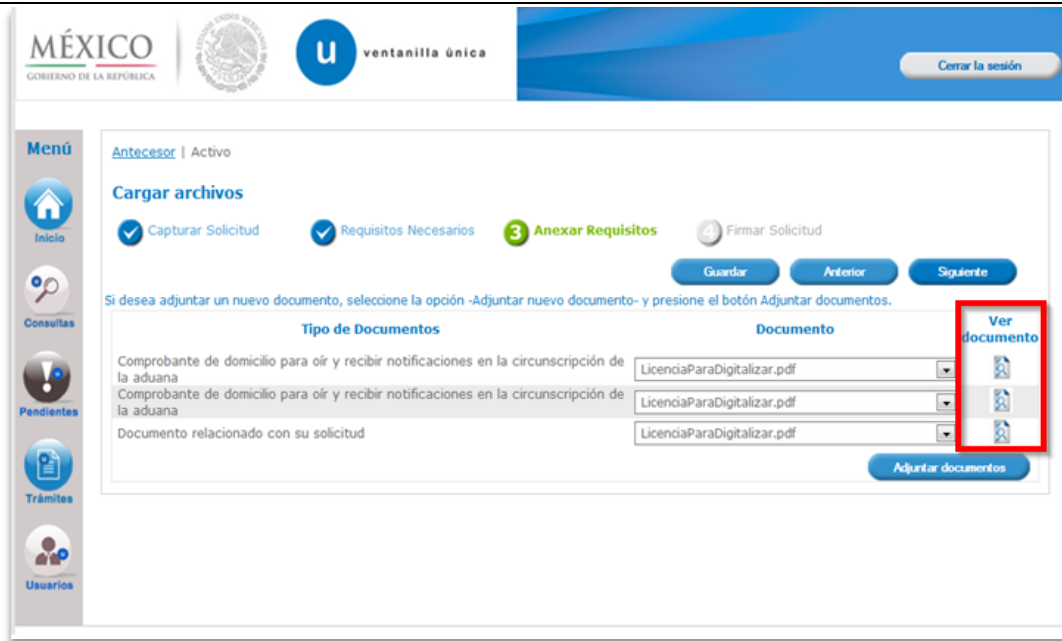 MÉXICO
GOBIERNO DE LA REPÚBLICA
ESTADOS UNIDOS MEXICANOS
u
ventanilla única
Cerrar la sesión
Menú
Inicio
Consultas
Pendientes
Trámites
Usuarios
Antecesor | Activo
Cargar archivos
Capturar Solicitud
Requisitos Necesarios
3 Anexar Requisitos
4 Firmar Solicitud
Guardar
Anterior
Siguiente
Si desea adjuntar un nuevo documento, seleccione la opción -Adjuntar nuevo documento- y presione el botón Adjuntar documentos.
Tipo de Documentos
Documento
Ver
documento
Comprobante de domicilio para oír y recibir notificaciones en la circunscripción de
la aduana
LicenciaParaDigitalizar.pdf
Comprobante de domicilio para oír y recibir notificaciones en la circunscripción de
la aduana
LicenciaParaDigitalizar.pdf
Documento relacionado con su solicitud
LicenciaParaDigitalizar.pdf
Adjuntar documentos